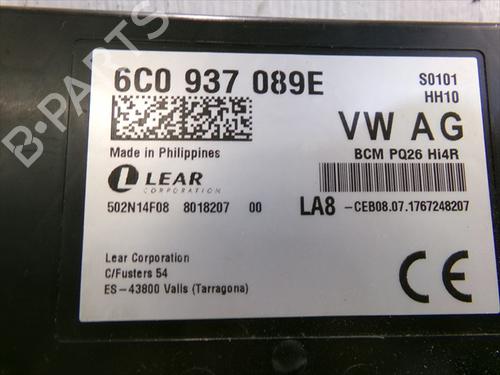 6C0 937 089E
S0101
HH10
VW AG
BCM PQ26 Hi4R
Made in Philippines
LEAR
CORPORATION
502N14F08 8018207 00
LA8 -CEB08.07.1767248207
Lear Corporation
C/Fusters 54
ES-43800 Valls (Tarragona)
CE
B-PARTS